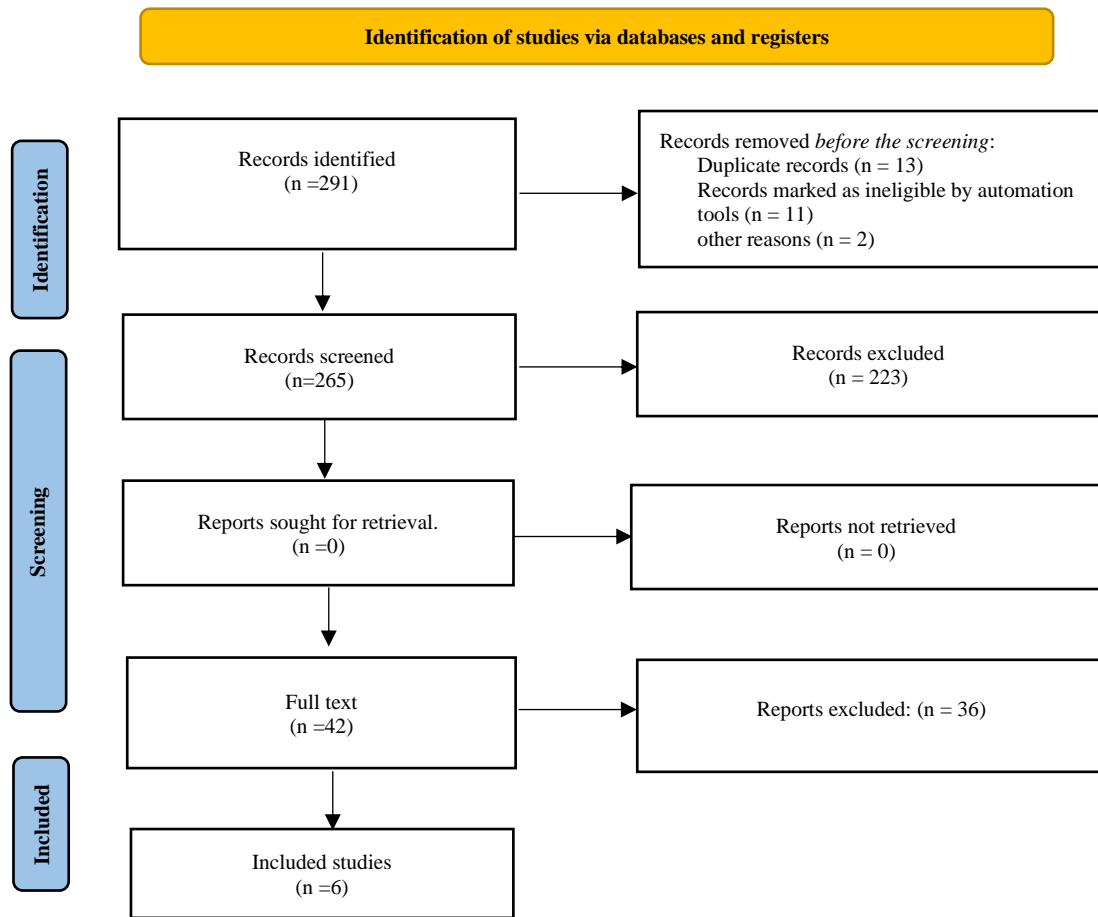 Identification of studies via databases and registers
Identification
Records identified
(n =291)
Records removed before the screening:
Duplicate records (n = 13)
Records marked as ineligible by automation
tools (n = 11)
other reasons (n = 2)
Screening
Records screened
(n=265)
Records excluded
(n = 223)
Reports sought for retrieval.
(n =0)
Reports not retrieved
(n = 0)
Full text
(n =42)
Reports excluded: (n = 36)
Included
Included studies
(n =6)